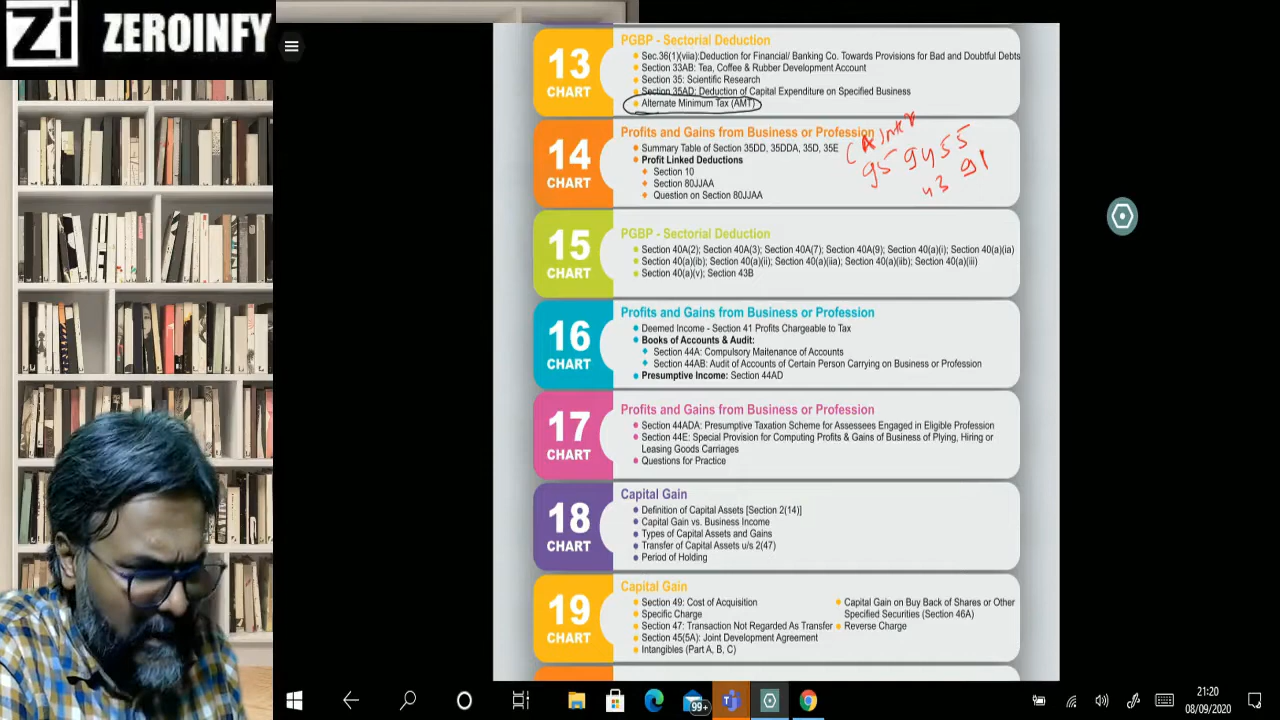 Zi ZEROINFY
13
CHART
PGBP - Sectorial Deduction
Sec.36(1)(viia):Deduction for Financial/ Banking Co. Towards Provisions for Bad and Doubtful Debts
Section 33AB: Tea, Coffee & Rubber Development Account
Section 35: Scientific Research
Section 35AD: Deduction of Capital Expenditure on Specified Business
Alternate Minimum Tax (AMT)
14
CHART
Profits and Gains from Business or Profession
Summary Table of Section 35DD, 35DDA, 35D, 35E
Profit Linked Deductions
Section 10
Section 80JJAA
Question on Section 80JJAA
CA Inter
95 9455
43 91
15
CHART
PGBP - Sectorial Deduction
Section 40A(2); Section 40A(3); Section 40A(7); Section 40A(9); Section 40(a)(i); Section 40(a)(ia)
Section 40(a)(ib); Section 40(a)(ii); Section 40(a)(iia); Section 40(a)(iib); Section 40(a)(iii)
Section 40(a)(v); Section 43B
16
CHART
Profits and Gains from Business or Profession
Deemed Income - Section 41 Profits Chargeable to Tax
Books of Accounts & Audit:
Section 44A: Compulsory Maitenance of Accounts
Section 44AB: Audit of Accounts of Certain Person Carrying on Business or Profession
Presumptive Income: Section 44AD
17
CHART
Profits and Gains from Business or Profession
Section 44ADA: Presumptive Taxation Scheme for Assessees Engaged in Eligible Profession
Section 44E: Special Provision for Computing Profits & Gains of Business of Plying, Hiring or
Leasing Goods Carriages
Questions for Practice
18
CHART
Capital Gain
Definition of Capital Assets [Section 2(14)]
Capital Gain vs. Business Income
Types of Capital Assets and Gains
Transfer of Capital Assets u/s 2(47)
Period of Holding
19
CHART
Capital Gain
Section 49: Cost of Acquisition
Specific Charge
Section 47: Transaction Not Regarded As Transfer
Section 45(5A): Joint Development Agreement
Intangibles (Part A, B, C)
Capital Gain on Buy Back of Shares or Other
Specified Securities (Section 46A)
Reverse Charge
99+
21:20
08/09/2020